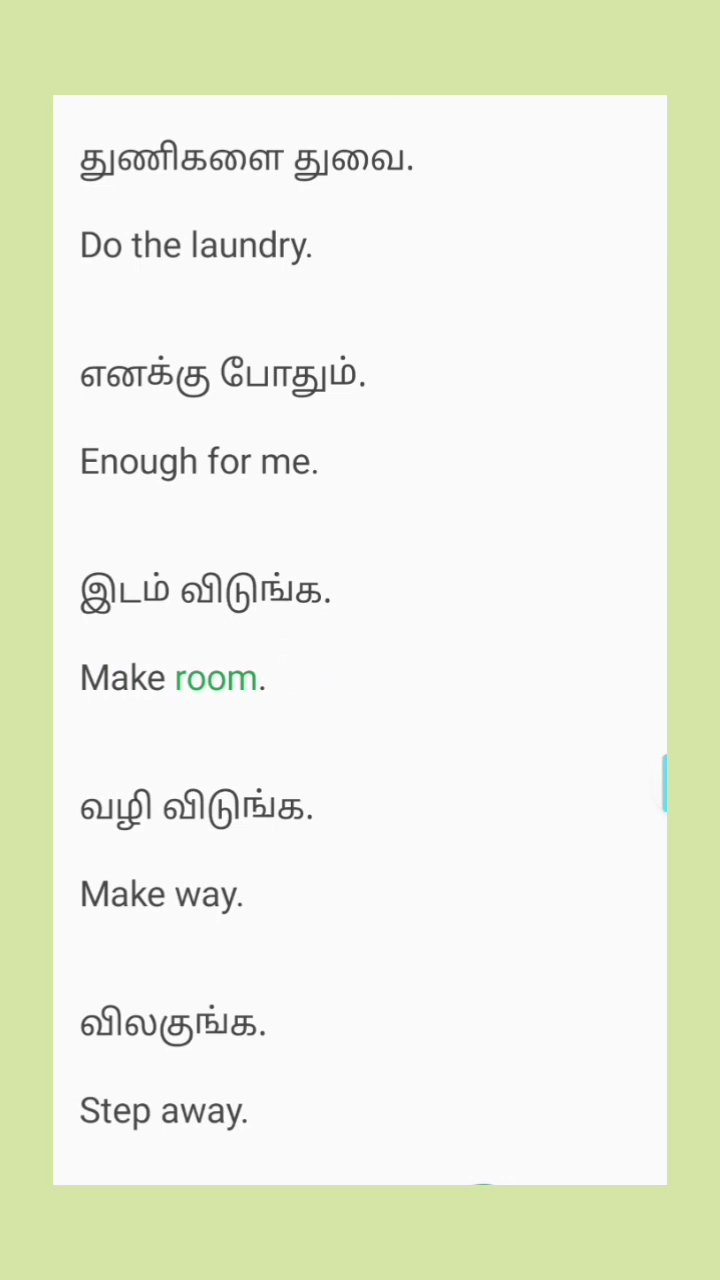 துணிகளை துவை.
Do the laundry.
எனக்கு போதும்.
Enough for me.
இடம் விடுங்க.
Make room.
வழி விடுங்க.
Make way.
விலகுங்க.
Step away.